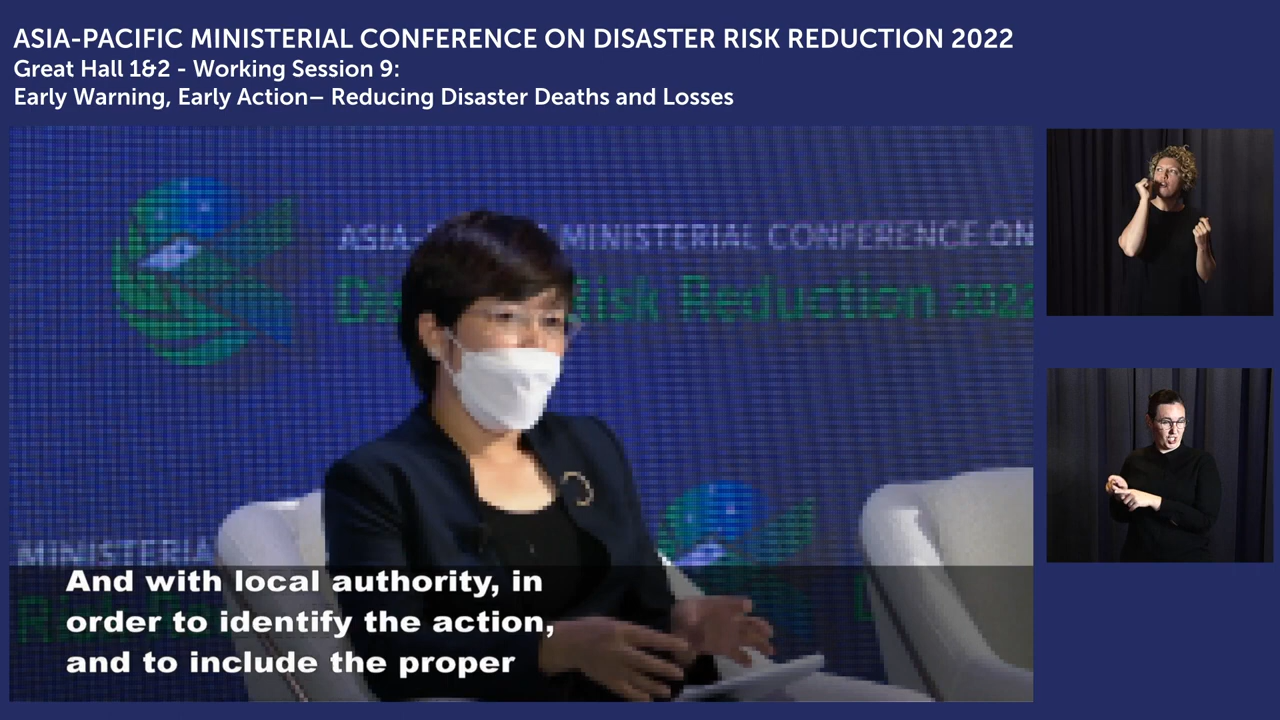 ASIA-PACIFIC MINISTERIAL CONFERENCE ON DISASTER RISK REDUCTION 2022
Great Hall 1&2 - Working Session 9:
Early Warning, Early Action– Reducing Disaster Deaths and Losses
ASIA- MINISTERIAL CONFERENCE ON
Risk Reduction 2022
MINISTERIA
And with local authority, in
order to identify the action,
and to include the proper